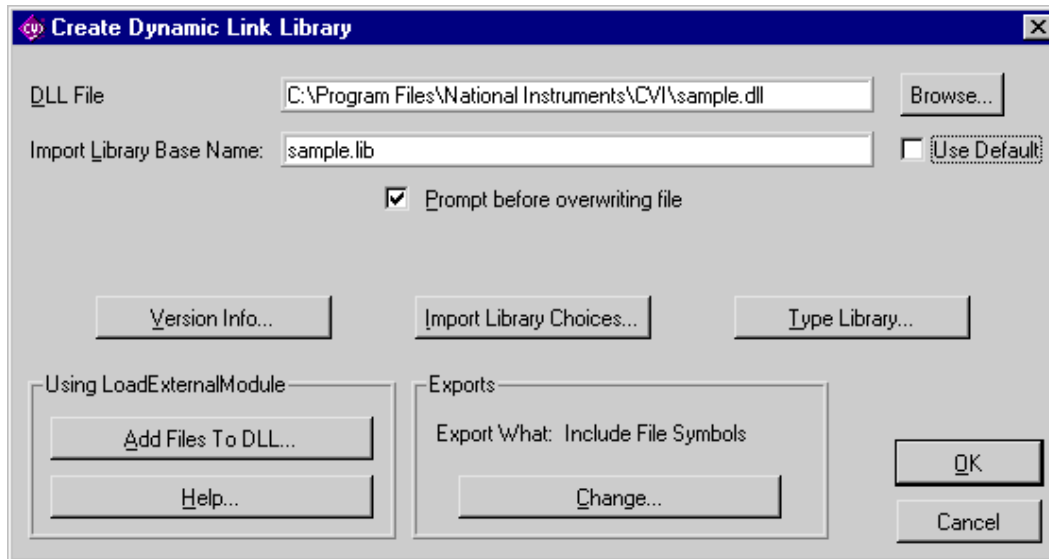 CVI Create Dynamic Link Library
DLL File C:\Program Files\National Instruments\CVI\sample.dll Browse...
Import Library Base Name: sample.lib Use Default
Prompt before overwriting file
Version Info... Import Library Choices... Type Library...
Using LoadExternalModule Exports
Add Files To DLL... Export What: Include File Symbols
OK
Help... Change...
Cancel